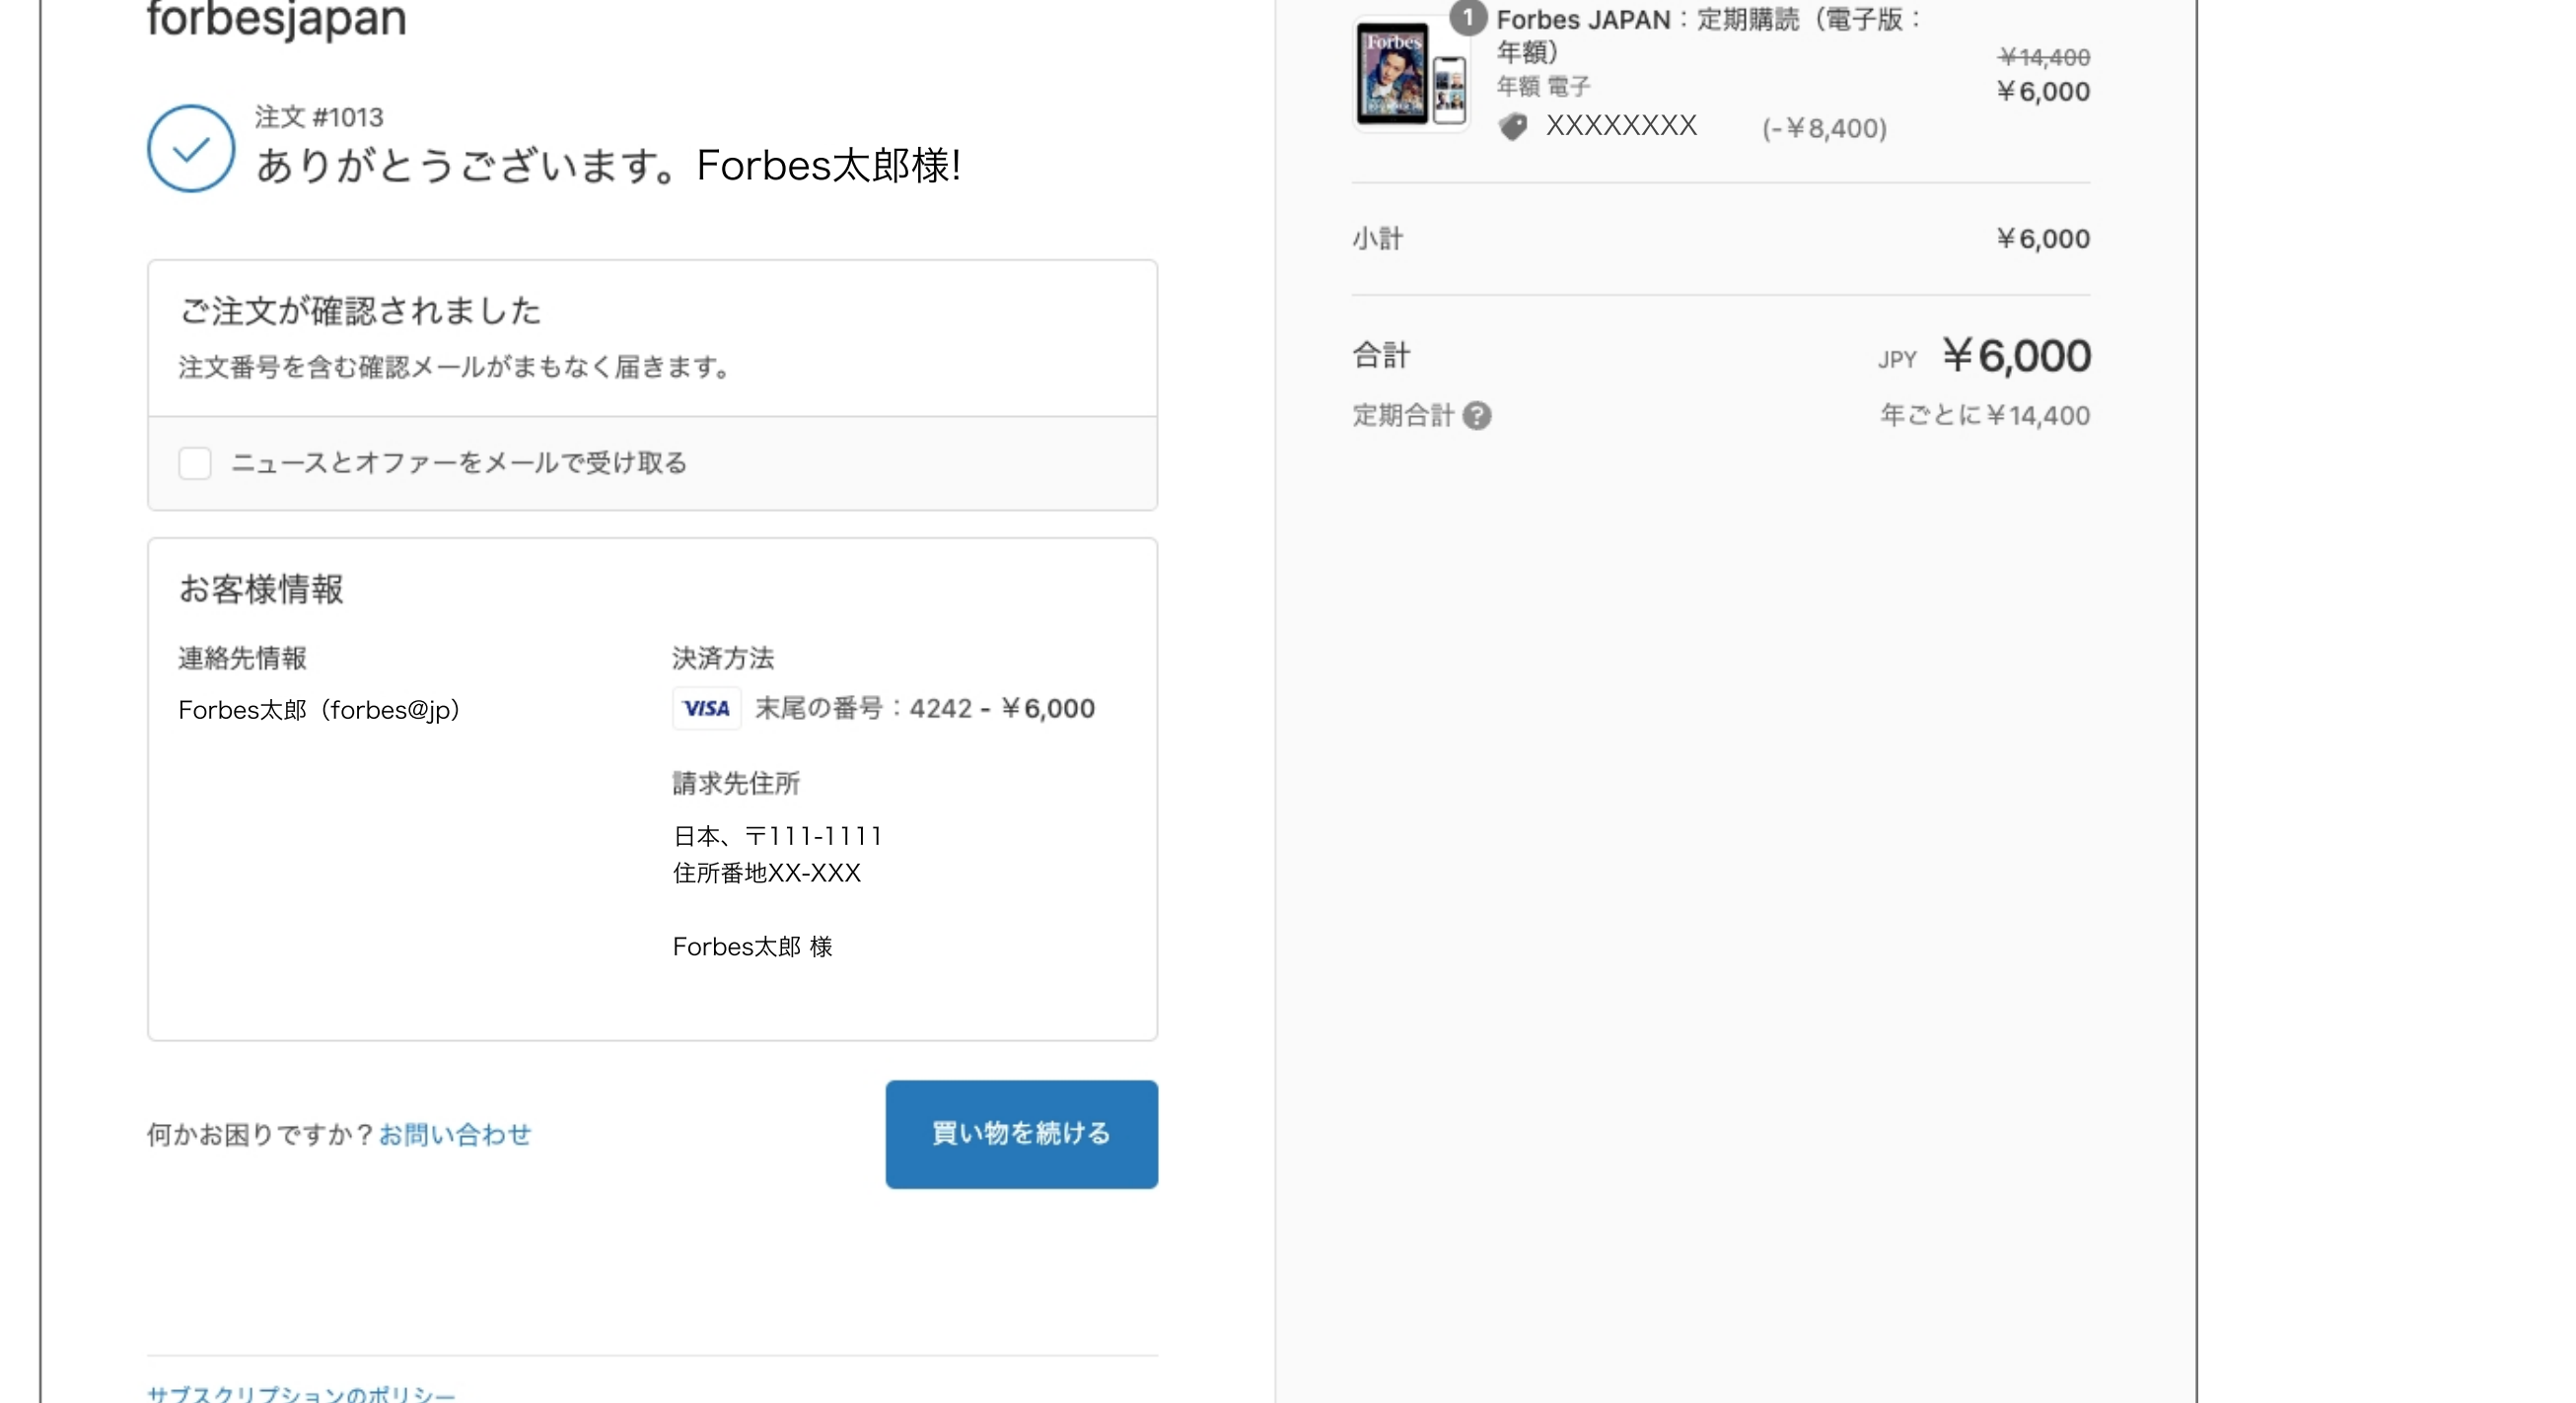 forbesjapan
注文 #1013
ありがとうございます。Forbes太郎様!
ご注文が確認されました
注文番号を含む確認メールがまもなく届きます。
ニュースとオファーをメールで受け取る
お客様情報
連絡先情報
Forbes太郎（forbes@jp）
決済方法
VISA 末尾の番号：4242 - ¥6,000
請求先住所
日本、〒111-1111
住所番地XX-XXX
Forbes太郎 様
何かお困りですか？お問い合わせ
買い物を続ける
サブスクリプションのポリシー
Forbes
1
Forbes JAPAN：定期購読（電子版：
年額）
¥14,400
年額 電子
¥6,000
XXXXXXXX (-¥8,400)
小計 ¥6,000
合計 JPY ¥6,000
定期合計 ? 年ごとに¥14,400